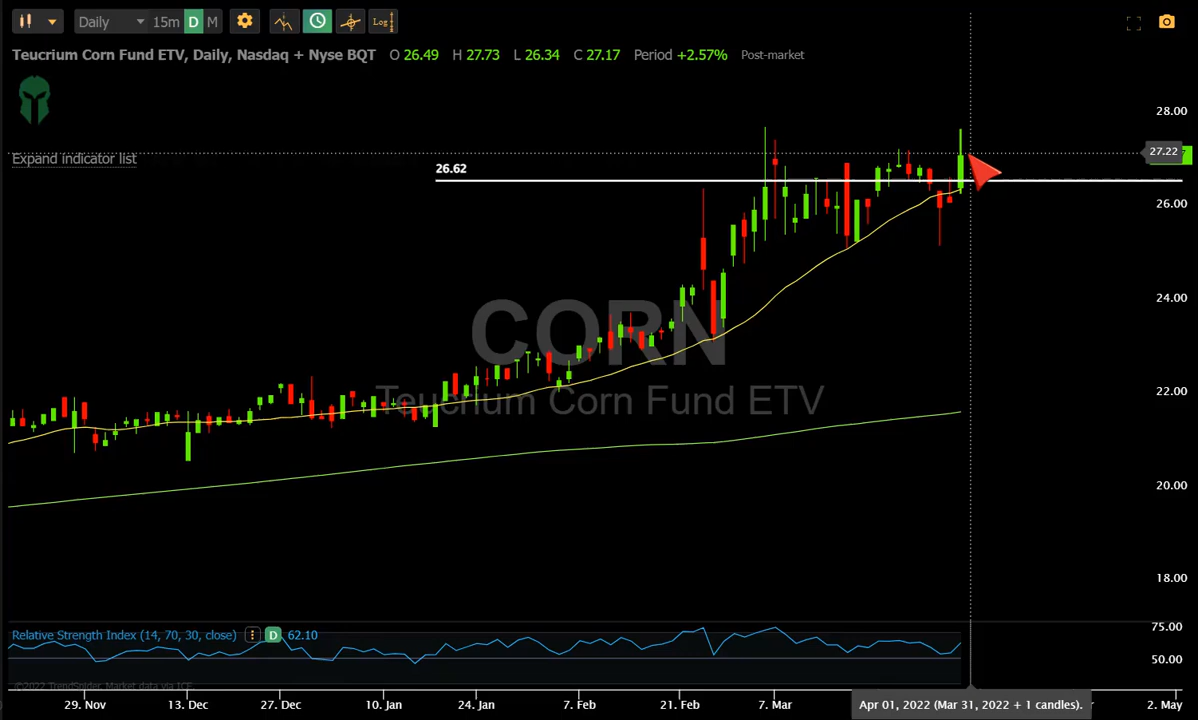 Daily 15m D M Log
Teucrium Corn Fund ETV, Daily, Nasdaq + Nyse BQT O 26.49 H 27.73 L 26.34 C 27.17 Period +2.57% Post-market
Expand indicator list
28.00
27.22
26.62
26.00
24.00
CORN
Teucrium Corn Fund ETV
22.00
20.00
18.00
Relative Strength Index (14, 70, 30, close) D 62.10
75.00
50.00
©2022 TrendSpider, Market data via ICE
29. Nov 13. Dec 27. Dec 10. Jan 24. Jan 7. Feb 21. Feb 7. Mar Apr 01, 2022 (Mar 31, 2022 + 1 candles). 2. May